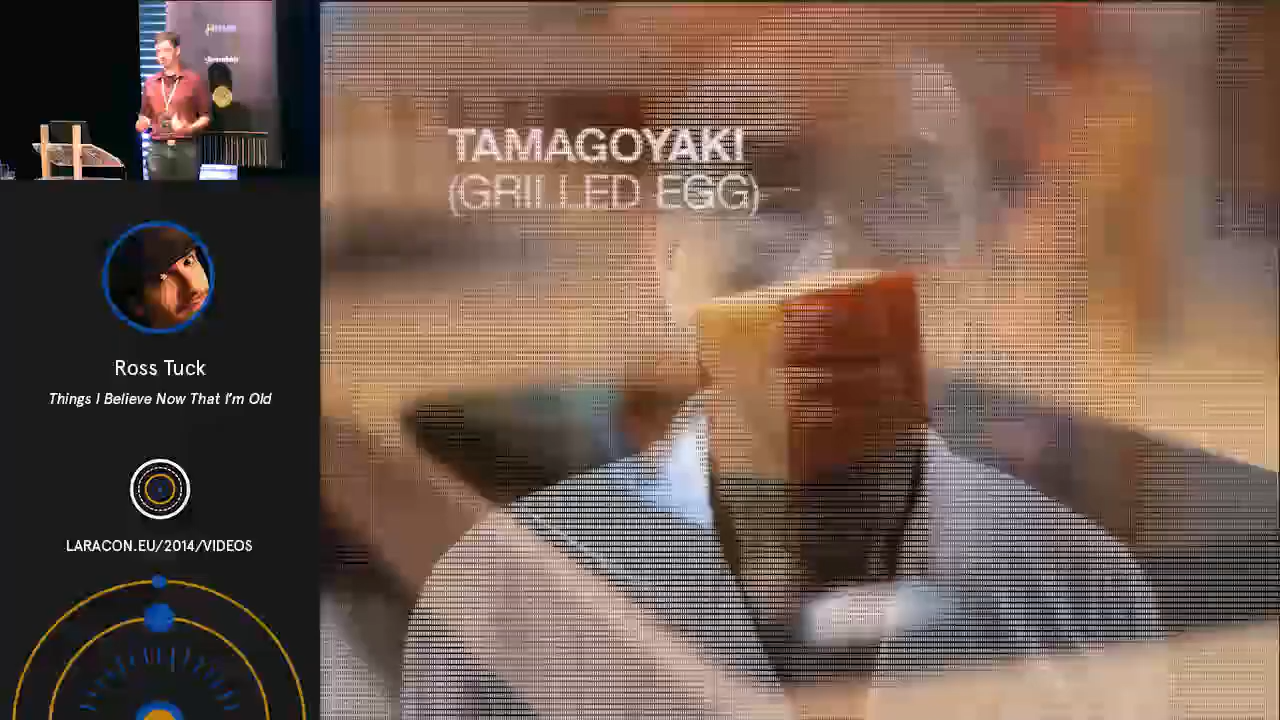 TAMAGOYAKI
(GRILLED EGG)
Ross Tuck
Things I Believe Now That I'm Old
LARACON.EU/2014/VIDEOS